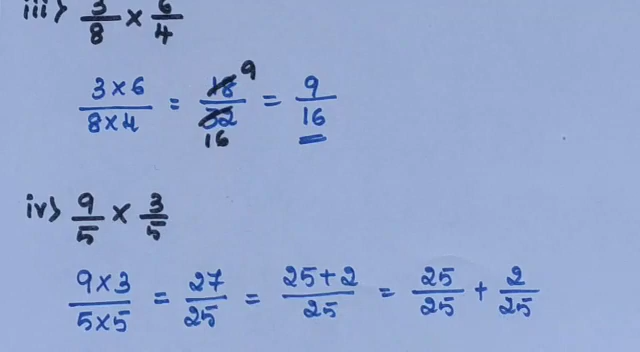 iii) 3/8 × 6/4
3×6/8×4 = 18/32 9/16 = 9/16
iv) 9/5 × 3/5
9×3/5×5 = 27/25 = 25+2/25 = 25/25 + 2/25